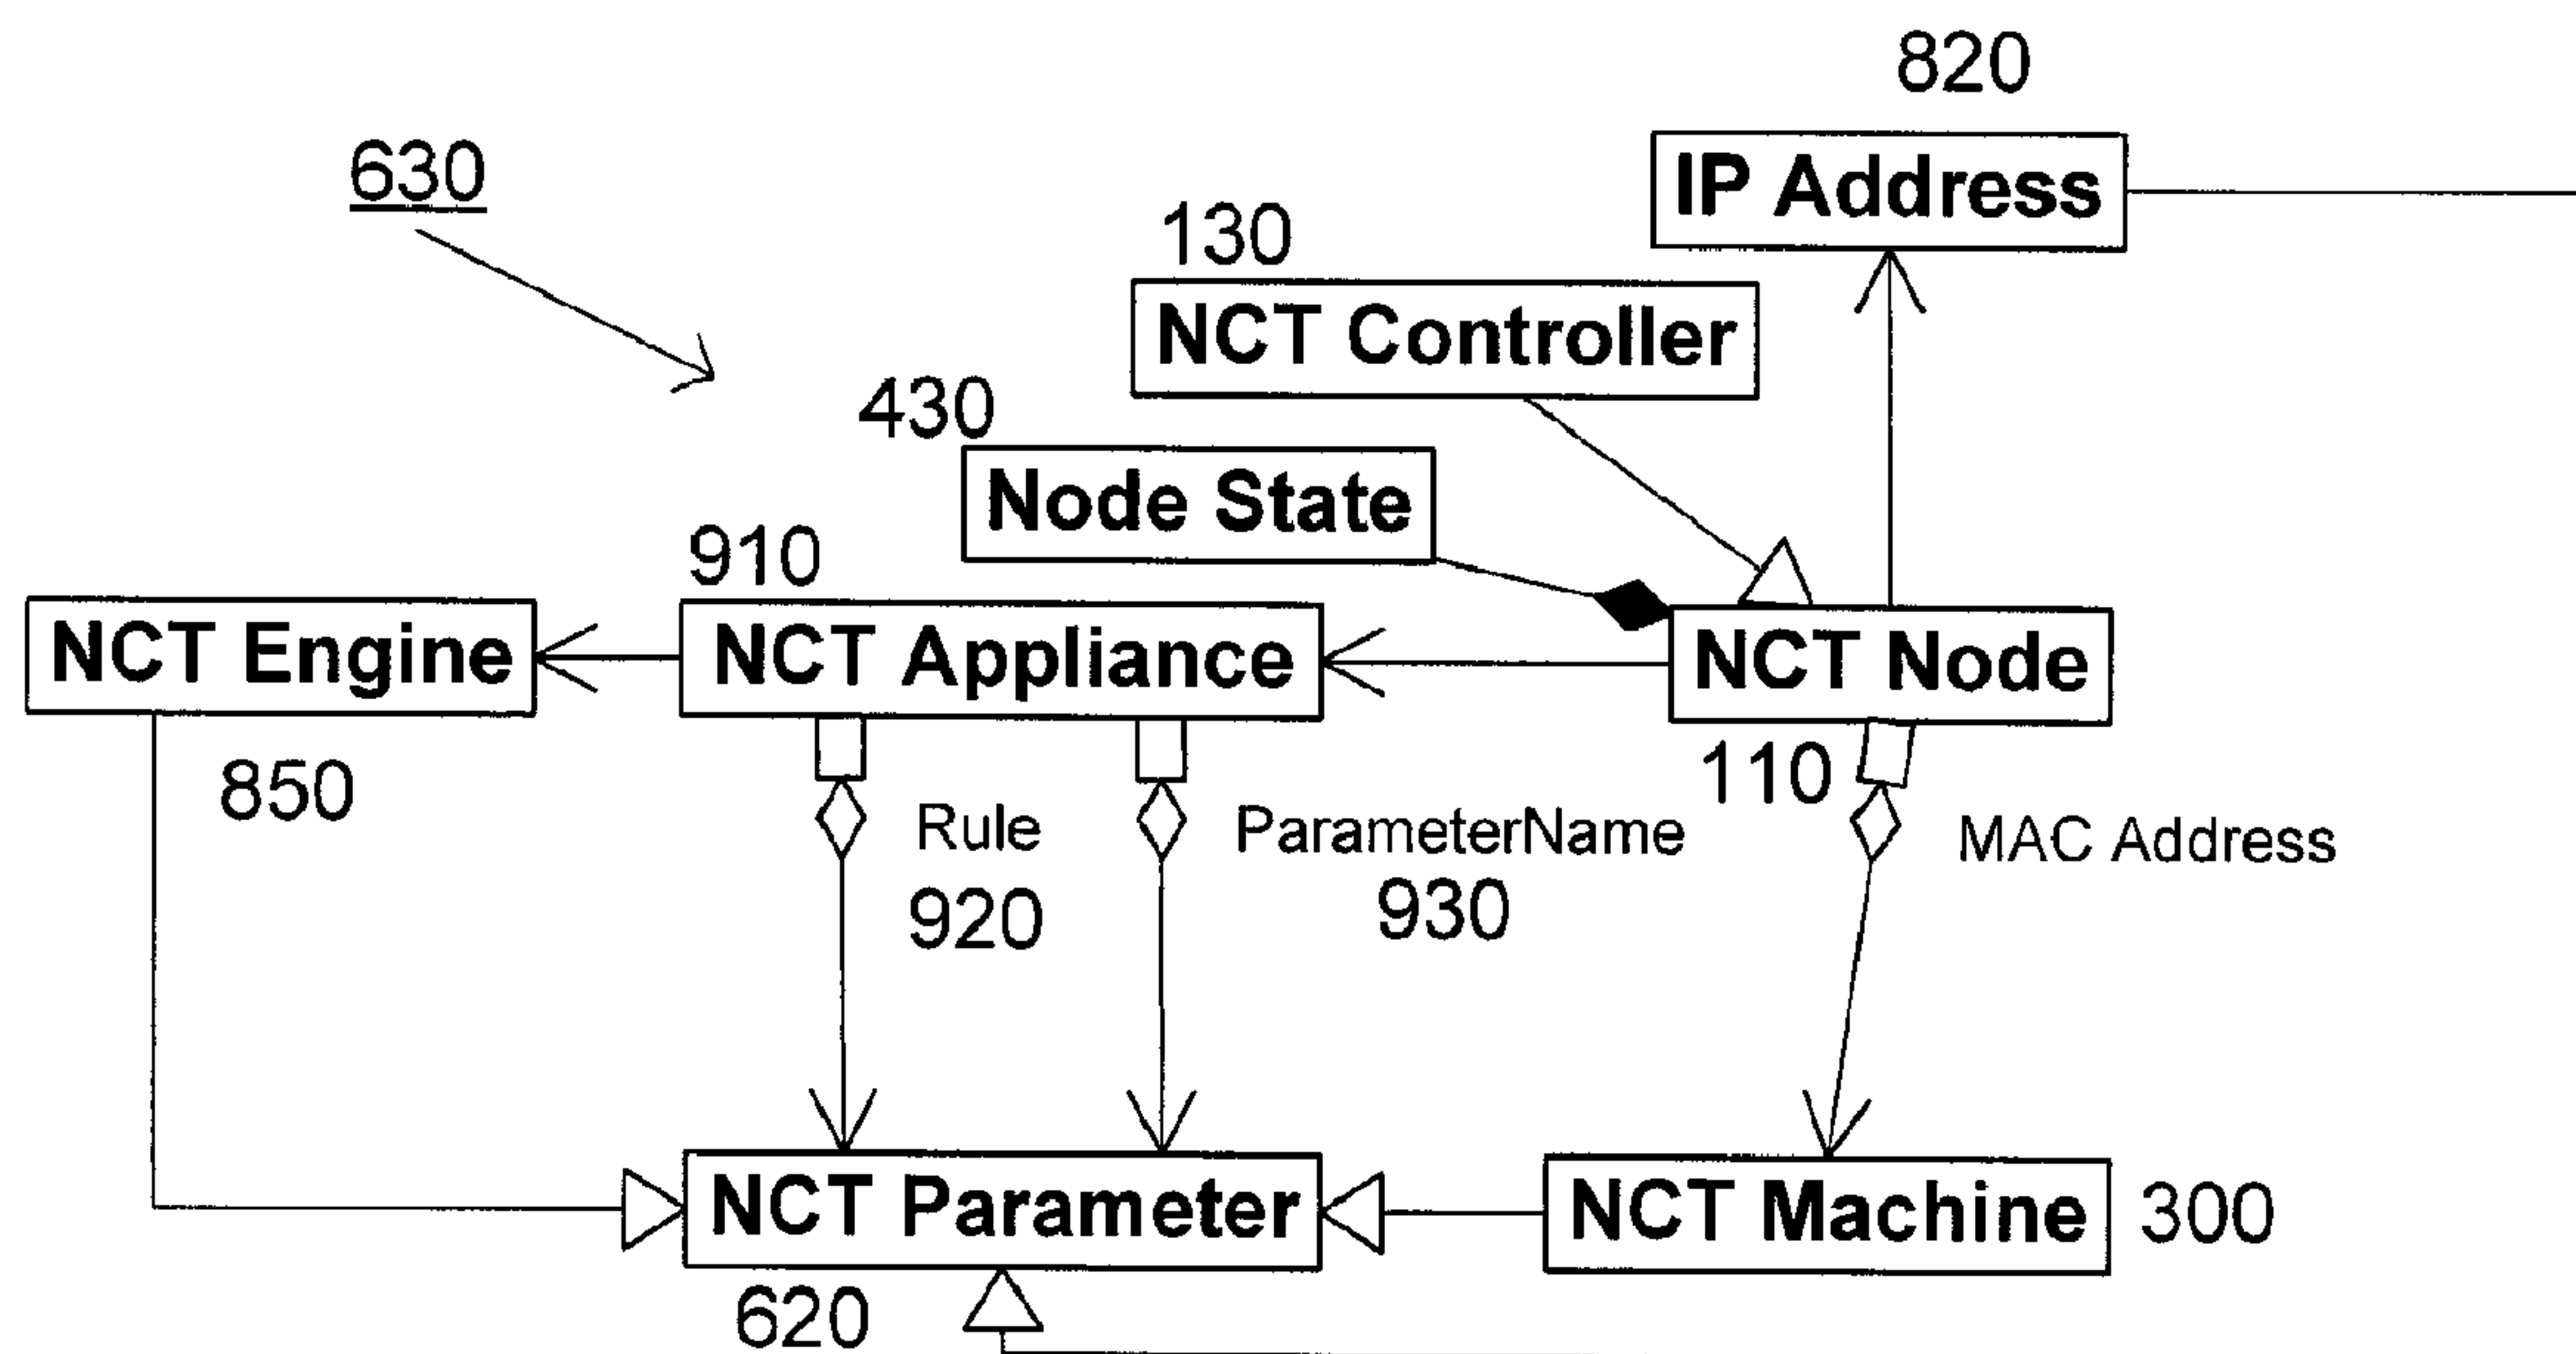 820
630
IP Address
130
NCT Controller
430
Node State
910
NCT Engine
NCT Appliance
NCT Node
850
110
Rule
ParameterName
MAC Address
920
930
NCT Parameter
NCT Machine
300
620